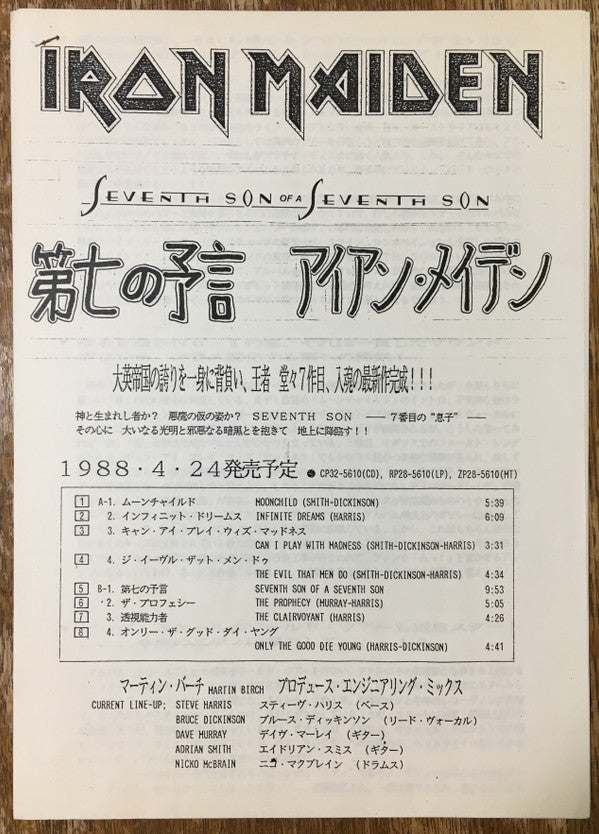 IRON MAIDEN
SEVENTH SON OF A SEVENTH SON
第七の予言 アイアン・メイデン
大英帝国の誇りを一身に背負い、王者 堂々7作目、入魂の最新作完成!!!
神と生まれし者か? 悪魔の仮の姿か? SEVENTH SON ── 7番目の“息子” ──
その心に 大いなる光明と邪悪なる暗黒とを抱きて 地上に降臨す!!
1988・4・24発売予定 ● CP32-5610(CD), RP28-5610(LP), ZP28-5610(HT)
1 A-1. ムーンチャイルド MOONCHILD (SMITH-DICKINSON) 5:39
2 2. インフィニット・ドリームス INFINITE DREAMS (HARRIS) 6:09
3 3. キャン・アイ・プレイ・ウィズ・マッドネス
CAN I PLAY WITH MADNESS (SMITH-DICKINSON-HARRIS) 3:31
4 4. ジ・イーヴル・ザット・メン・ドゥ
THE EVIL THAT MEN DO (SMITH-DICKINSON-HARRIS) 4:34
5 B-1. 第七の予言 SEVENTH SON OF A SEVENTH SON 9:53
6 2. ザ・プロフェシー THE PROPHECY (MURRAY-HARRIS) 5:05
7 3. 透視能力者 THE CLAIRVOYANT (HARRIS) 4:26
8 4. オンリー・ザ・グッド・ダイ・ヤング
ONLY THE GOOD DIE YOUNG (HARRIS-DICKINSON) 4:41
マーティン・バーチ MARTIN BIRCH プロデュース・エンジニアリング・ミックス
CURRENT LINE-UP; STEVE HARRIS スティーヴ・ハリス (ベース)
BRUCE DICKINSON ブルース・ディッキンソン (リード・ヴォーカル)
DAVE MURRAY デイヴ・マーレイ (ギター)
ADRIAN SMITH エイドリアン・スミス (ギター)
NICKO McBRAIN ニコ・マクブレイン (ドラムス)